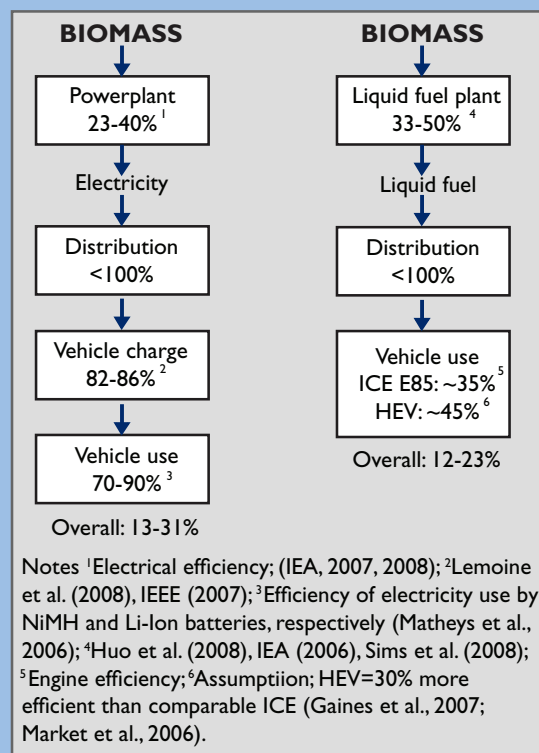 BIOMASS
Powerplant
23-40% 1
Electricity
Distribution
<100%
Vehicle charge
82-86% 2
Vehicle use
70-90% 3
Overall: 13-31%
BIOMASS
Liquid fuel plant
33-50% 4
Liquid fuel
Distribution
<100%
Vehicle use
ICE E85: ~35% 5
HEV: ~45% 6
Overall: 12-23%
Notes 1Electrical efficiency; (IEA, 2007, 2008); 2Lemoine
et al. (2008), IEEE (2007); 3Efficiency of electricity use by
NiMH and Li-Ion batteries, respectively (Matheys et al.,
2006); 4Huo et al. (2008), IEA (2006), Sims et al. (2008);
5Engine efficiency; 6Assumptiion; HEV=30% more
efficient than comparable ICE (Gaines et al., 2007;
Market et al., 2006).